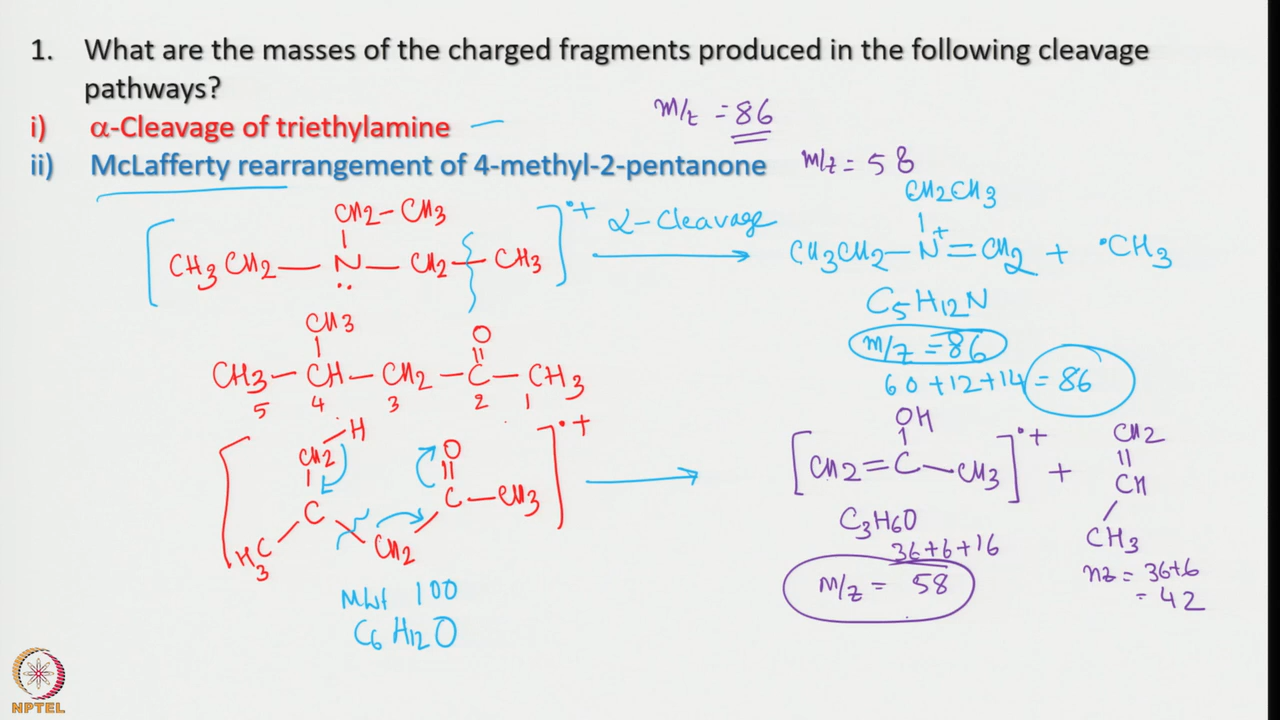 1. What are the masses of the charged fragments produced in the following cleavage
pathways?
m/z = 86
i) α-Cleavage of triethylamine
ii) McLafferty rearrangement of 4-methyl-2-pentanone
m/z = 58
CH2-CH3
CH3CH2-N-CH2-CH3
•+
α-Cleavage
CH2CH3
CH3CH2-N+=CH2 + •CH3
C5H12N
m/z = 86
60+12+14 = 86
CH3
O
CH3-CH-CH2-C-CH3
5 4 3 2 1
H
CH2
O
•+
C
C-CH3
H3C
CH2
Mwt 100
C6H12O
OH
[CH2=C-CH3]•+ +
CH2
CH
CH3
C3H6O
36+6+16
m/z = 58
= 36+6
= 42
NPTEL